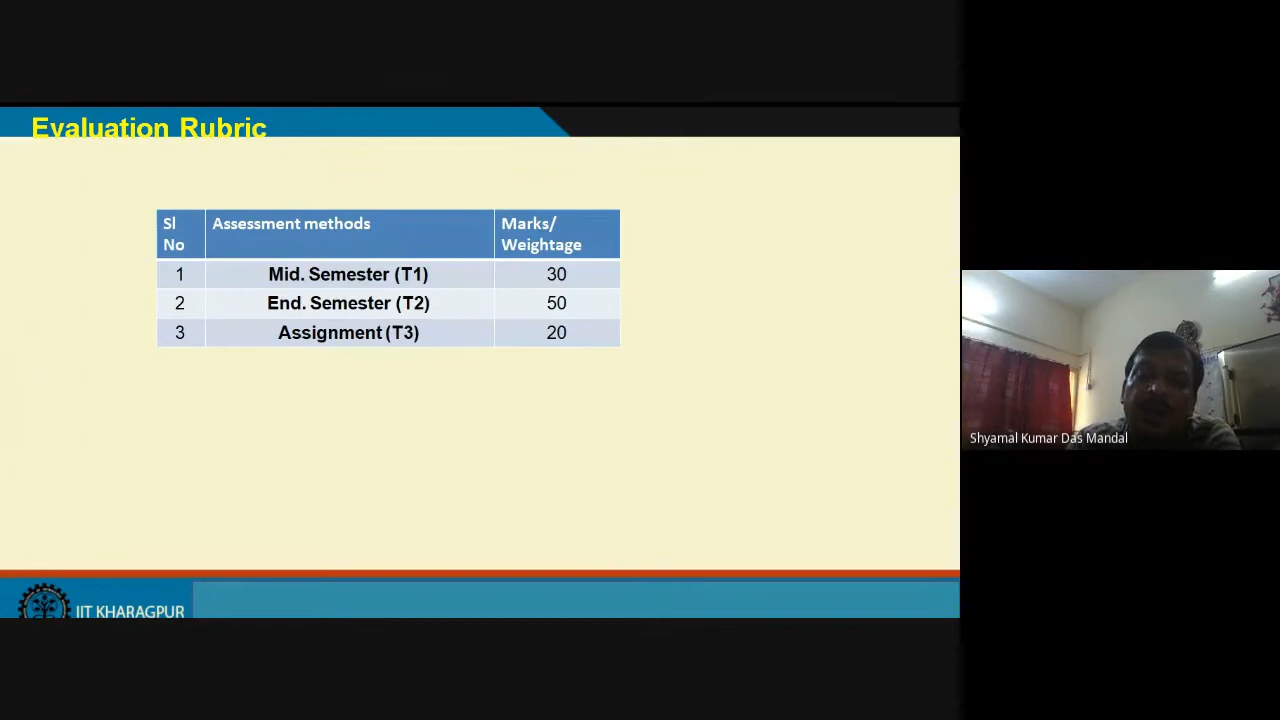 Evaluation Rubric
Sl No Assessment methods Marks/ Weightage
1 Mid. Semester (T1) 30
2 End. Semester (T2) 50
3 Assignment (T3) 20
Shyamal Kumar Das Mandal
IIT KHARAGPUR